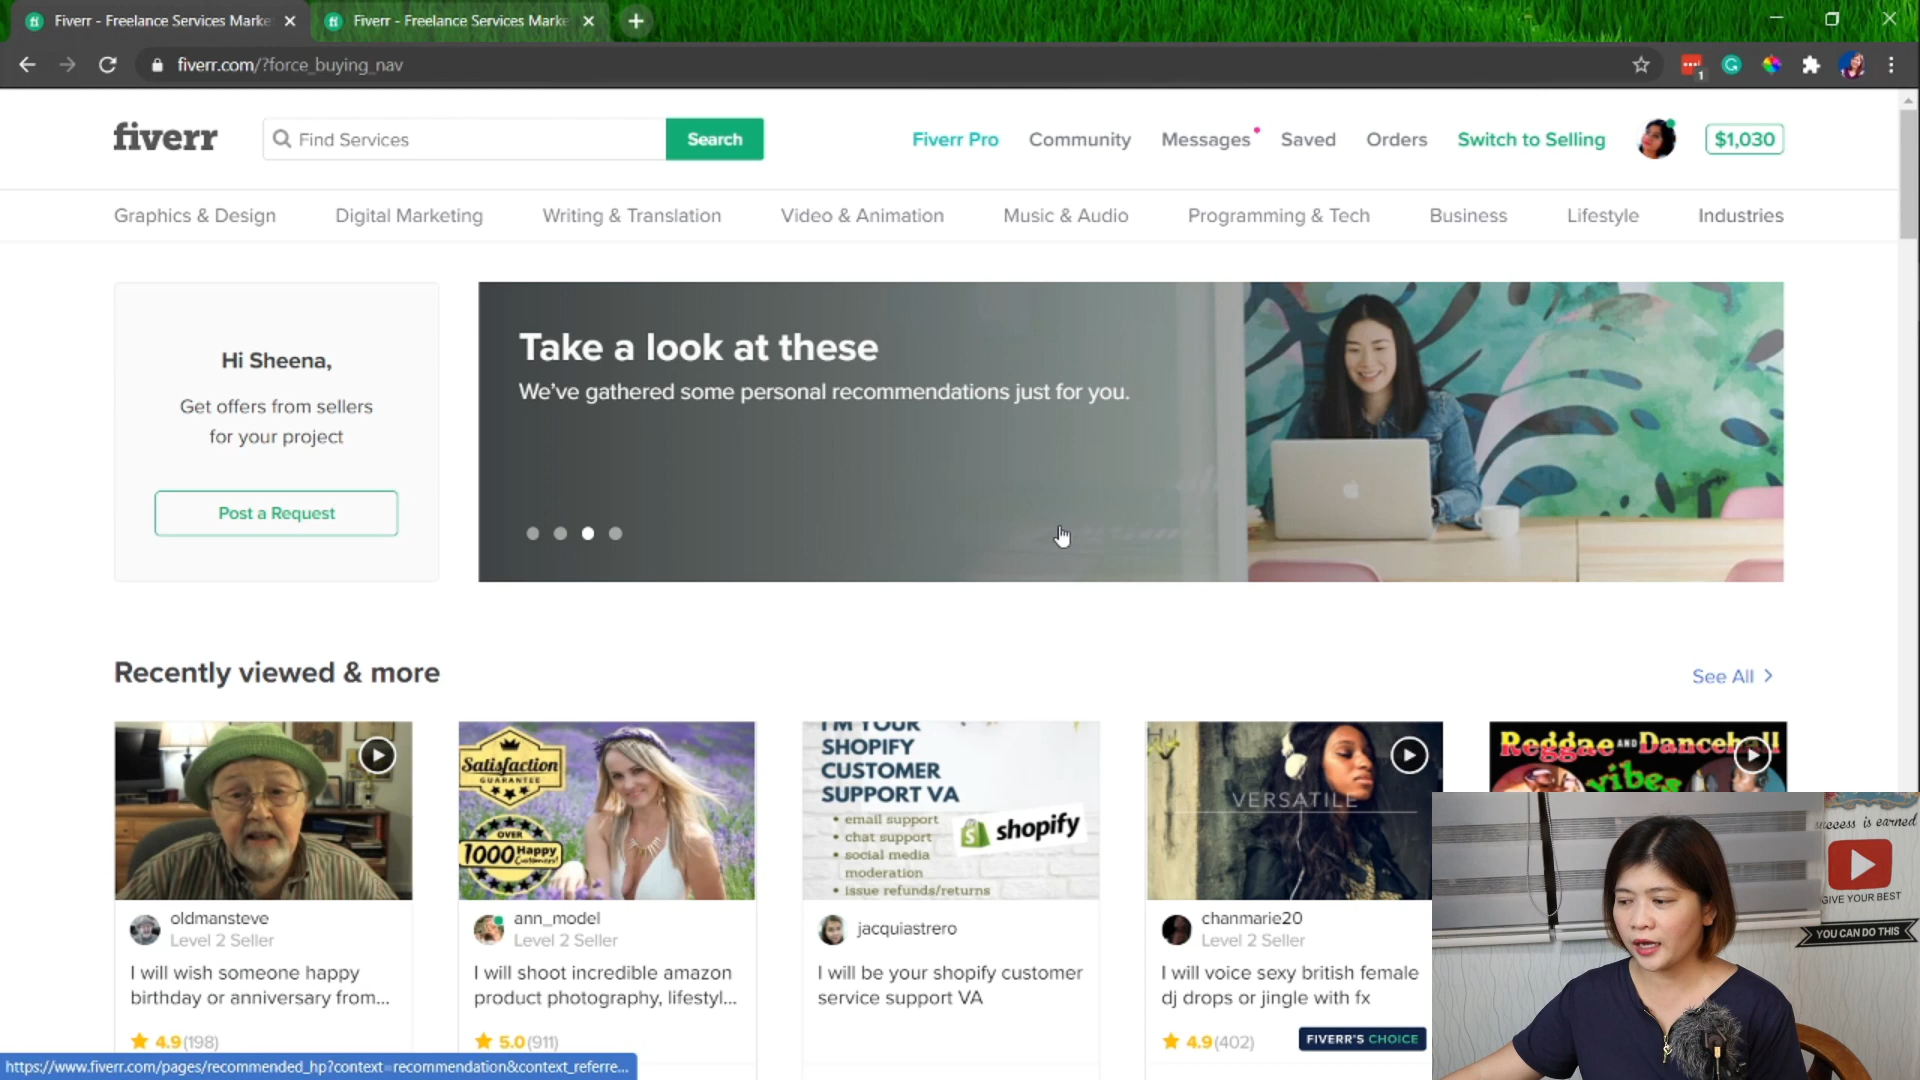 Fiverr - Freelance Services Marke
Fiverr - Freelance Services Marke
fiverr.com/?force_buying_nav
1
fiverr
Find Services
Search
Fiverr Pro
Community
Messages
Saved
Orders
Switch to Selling
$1,030
Graphics & Design
Digital Marketing
Writing & Translation
Video & Animation
Music & Audio
Programming & Tech
Business
Lifestyle
Industries
Hi Sheena,
Get offers from sellers
for your project
Post a Request
Take a look at these
We've gathered some personal recommendations just for you.
Recently viewed & more
See All
Satisfaction
GUARANTEE
OVER
1000 Happy
Customers!
I'M YOUR
SHOPIFY
CUSTOMER
SUPPORT VA
• email support
• chat support
• social media
moderation
• issue refunds/returns
shopify
VERSATILE
Reggae AND Dancehall
vibes
oldmansteve
Level 2 Seller
I will wish someone happy
birthday or anniversary from...
4.9 (198)
ann_model
Level 2 Seller
I will shoot incredible amazon
product photography, lifestyl...
5.0 (911)
jacquiastrero
I will be your shopify customer
service support VA
chanmarie20
Level 2 Seller
I will voice sexy british female
dj drops or jingle with fx
4.9 (402)
FIVERR'S CHOICE
success is earned
GIVE YOUR BEST
YOU CAN DO THIS
https://www.fiverr.com/pages/recommended_hp?context=recommendation&context_referre...